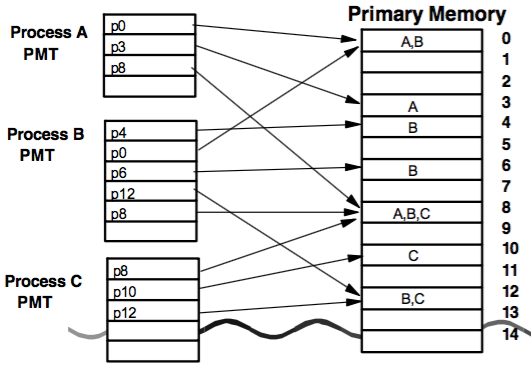 Process A
PMT
p0
p3
p8
Process B
PMT
p4
p0
p6
p12
p8
Process C
PMT
p8
p10
p12
Primary Memory
A,B 0
1
2
A 3
B 4
5
B 6
7
A,B,C 8
9
C 10
11
B,C 12
13
14